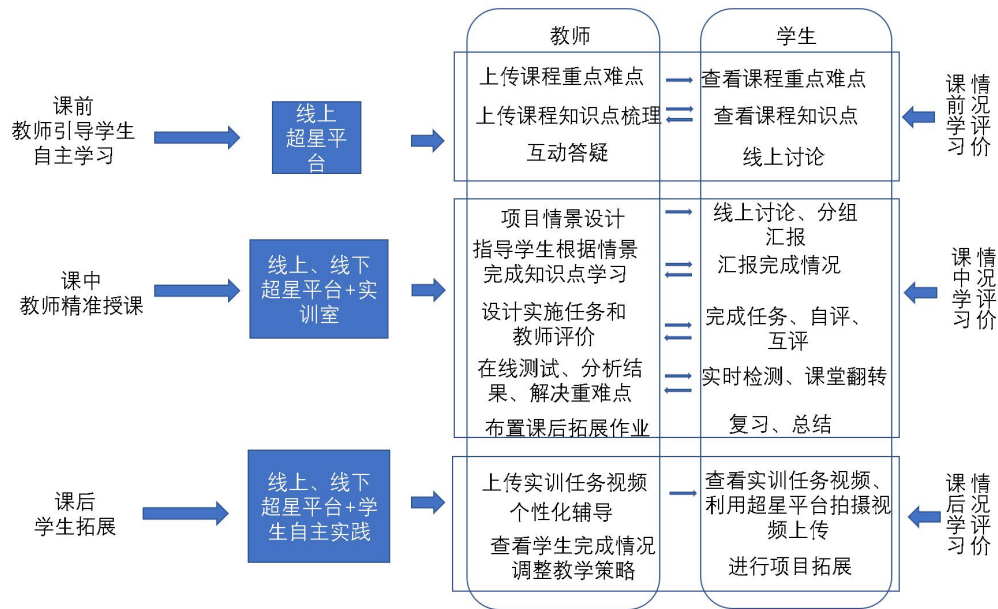 教师
学生
课前
教师引导学生
自主学习
线上
超星平
台
上传课程重点难点
查看课程重点难点
上传课程知识点梳理
查看课程知识点
互动答疑
线上讨论
课前学习
情况评价
课中
教师精准授课
线上、线下
超星平台+实
训室
项目情景设计
线上讨论、分组
汇报
指导学生根据情景
完成知识点学习
汇报完成情况
设计实施任务和
教师评价
完成任务、自评、
互评
在线测试、分析结
果、解决重难点
实时检测、课堂翻转
布置课后拓展作业
复习、总结
课中学习
情况评价
课后
学生拓展
线上、线下
超星平台+学
生自主实践
上传实训任务视频
个性化辅导
查看实训任务视频、
利用超星平台拍摄视
频上传
查看学生完成情况
调整教学策略
进行项目拓展
课后学习
情况评价